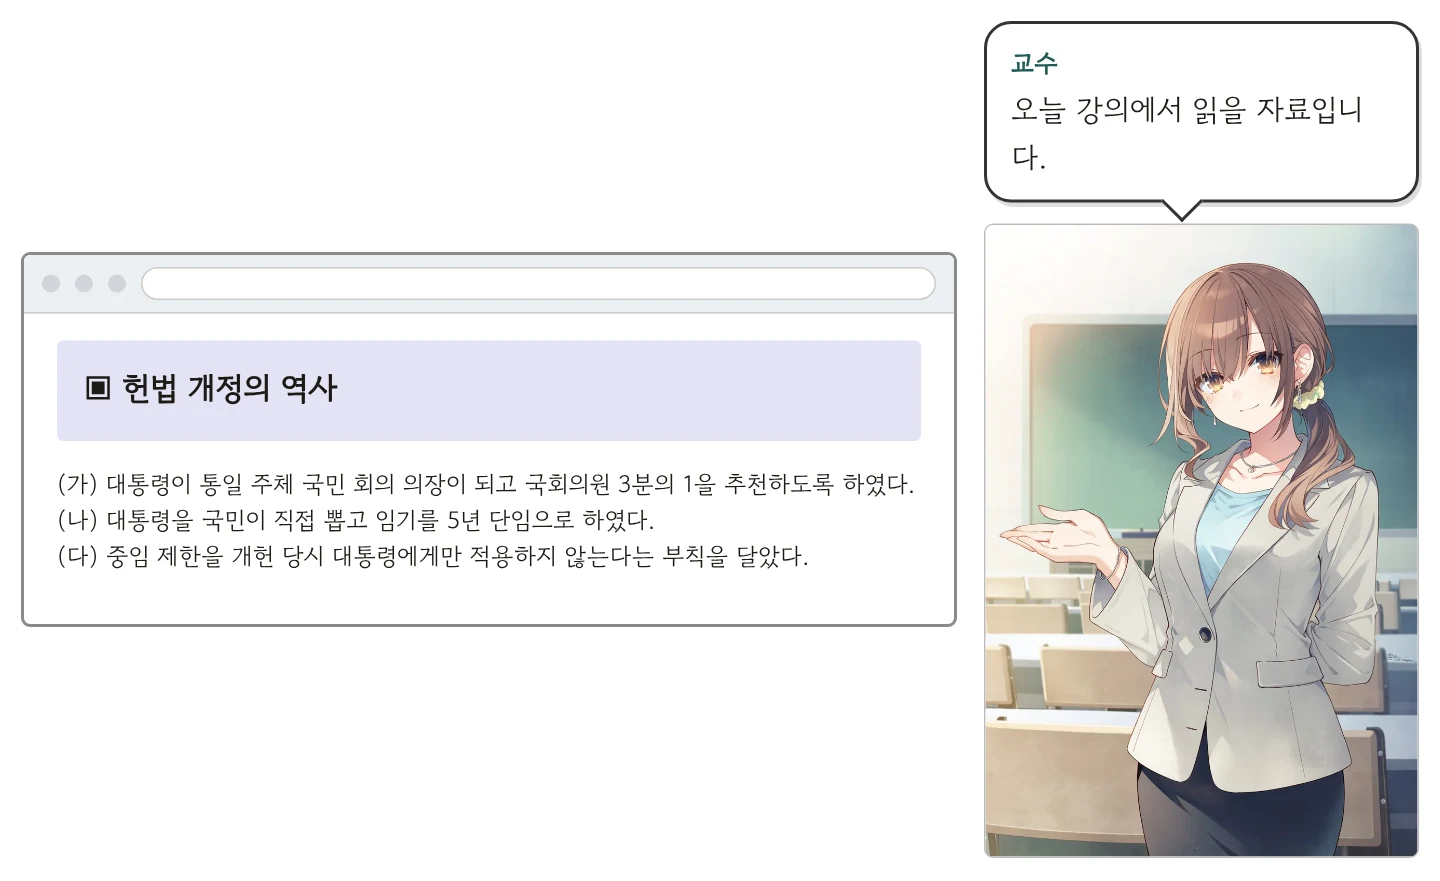 교수
오늘 강의에서 읽을 자료입니
다.
▣ 헌법 개정의 역사
(가) 대통령이 통일 주체 국민 회의 의장이 되고 국회의원 3분의 1을 추천하도록 하였다.
(나) 대통령을 국민이 직접 뽑고 임기를 5년 단임으로 하였다.
(다) 중임 제한을 개헌 당시 대통령에게만 적용하지 않는다는 부칙을 달았다.